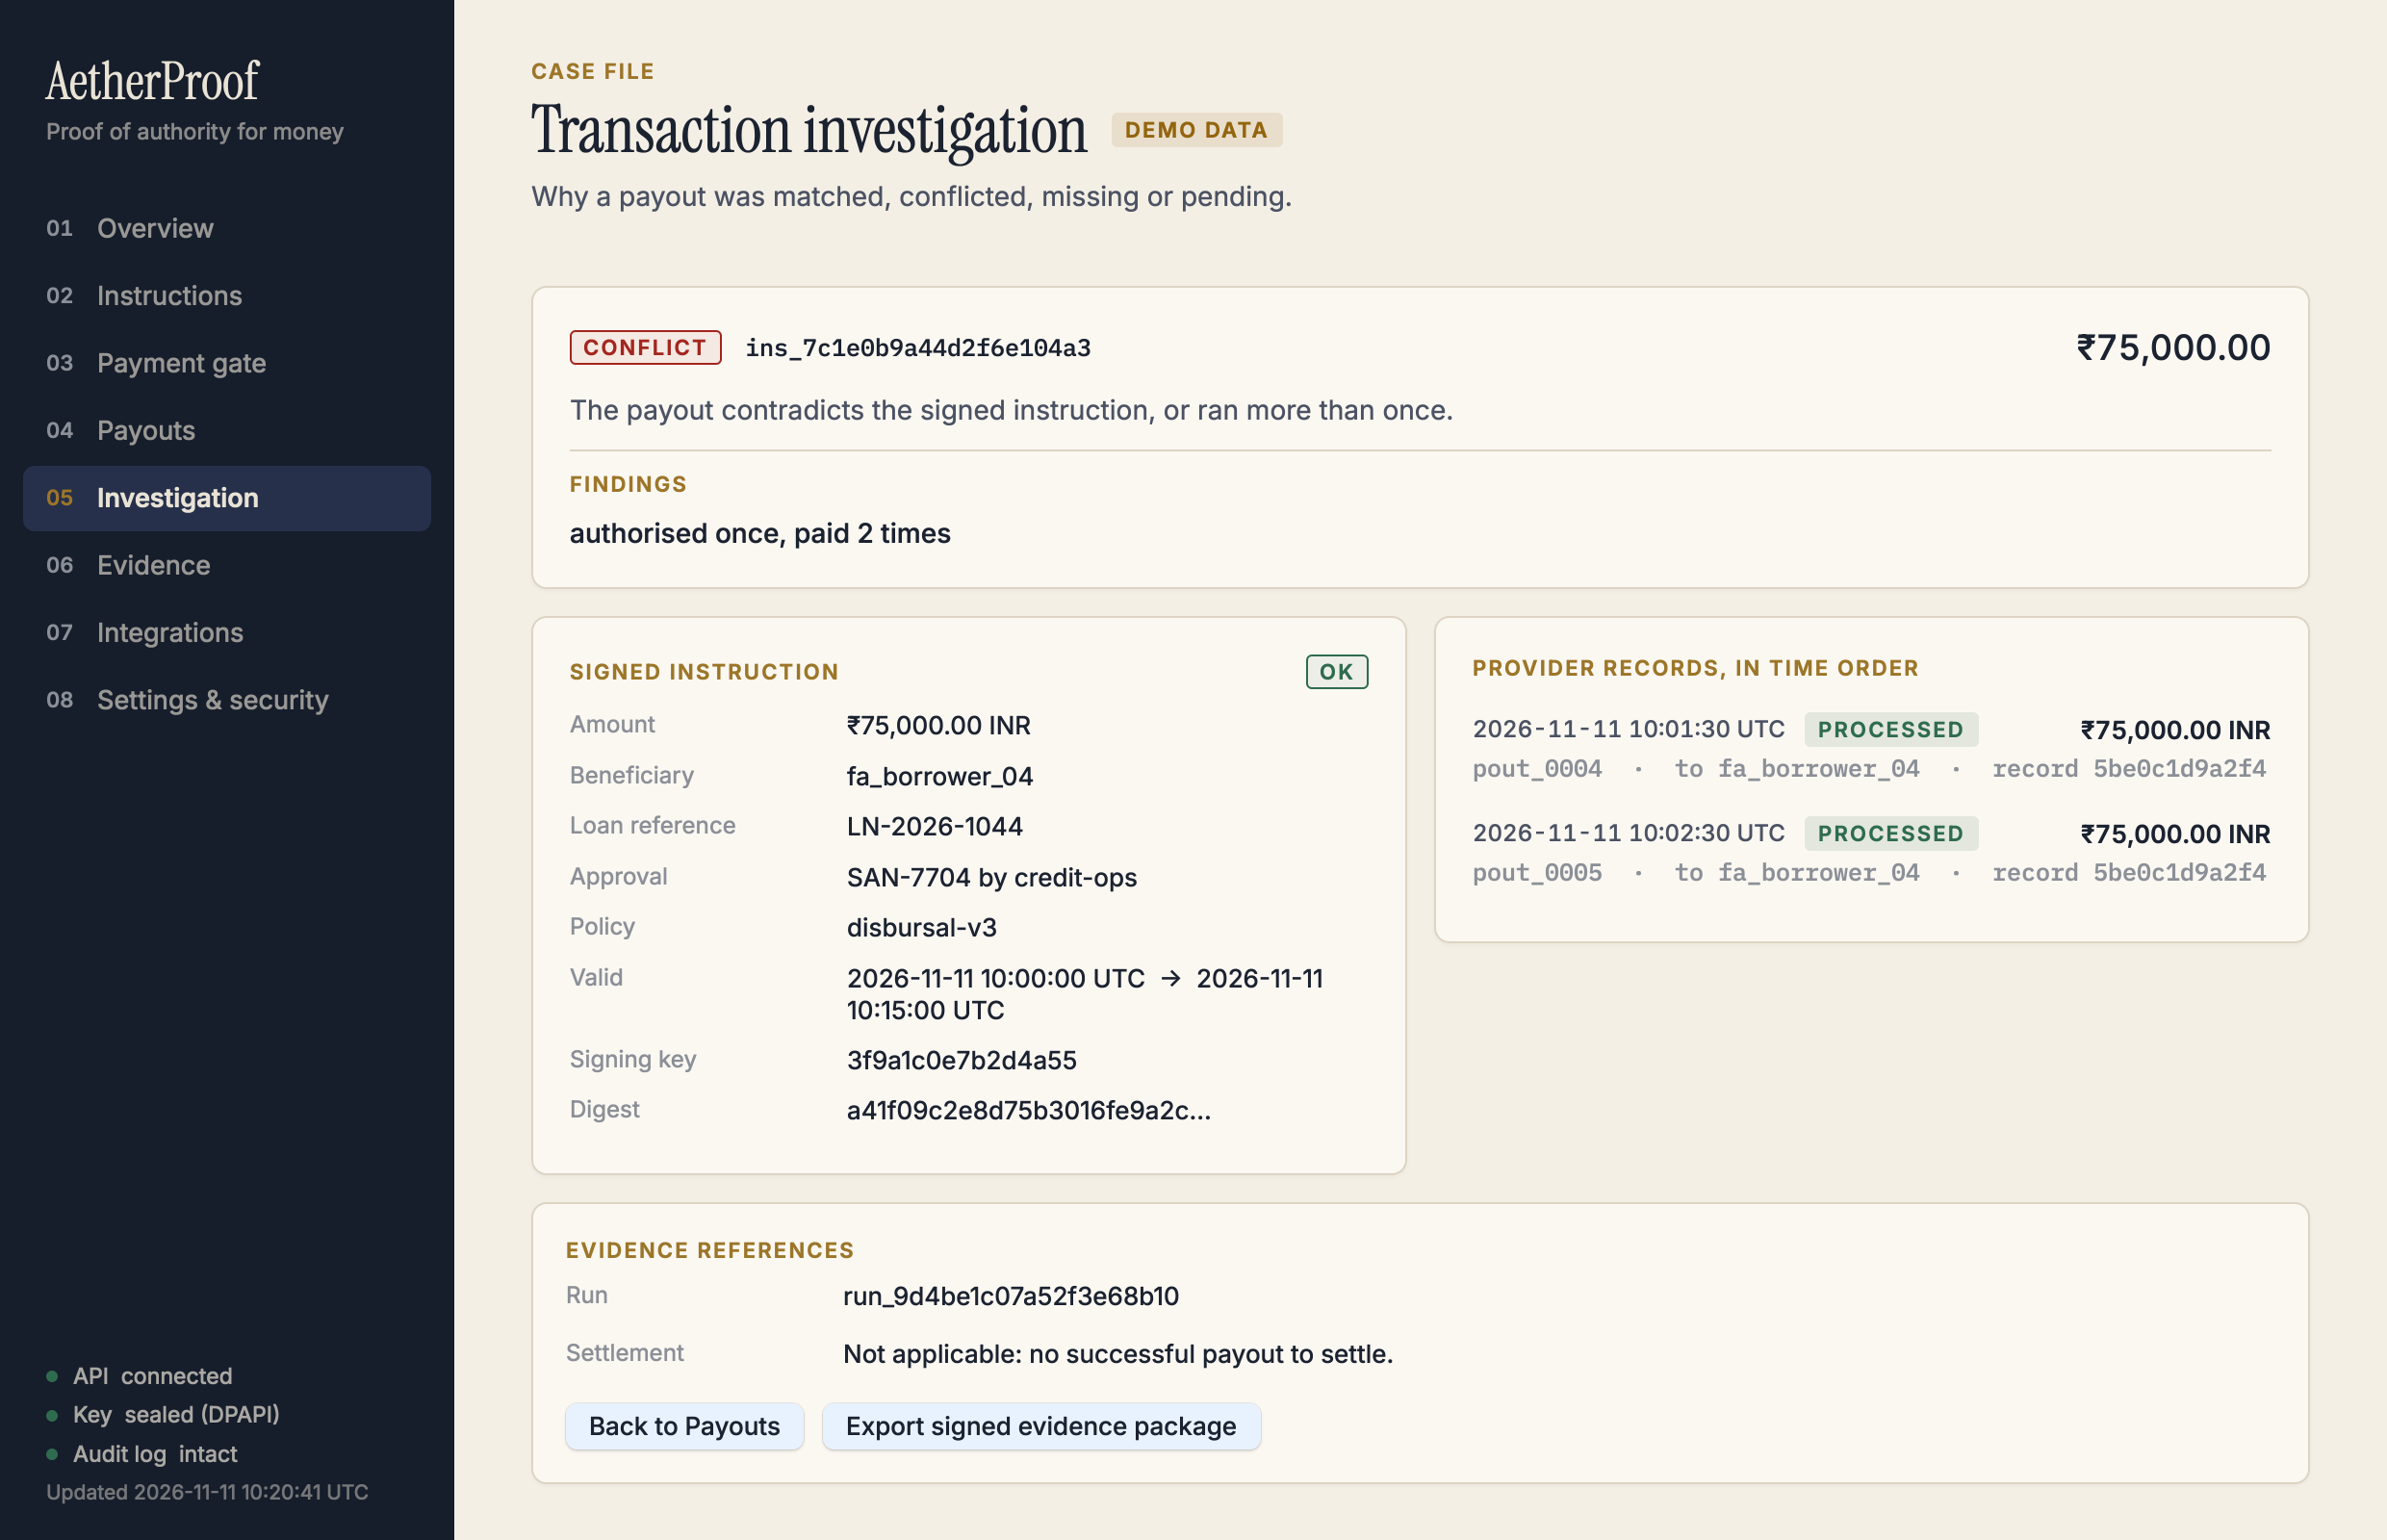 AetherProof
Proof of authority for money
01 Overview
02 Instructions
03 Payment gate
04 Payouts
05 Investigation
06 Evidence
07 Integrations
08 Settings & security
API connected
Key sealed (DPAPI)
Audit log intact
Updated 2026-11-11 10:20:41 UTC
CASE FILE
Transaction investigation DEMO DATA
Why a payout was matched, conflicted, missing or pending.
CONFLICT ins_7c1e0b9a44d2f6e104a3 ₹75,000.00
The payout contradicts the signed instruction, or ran more than once.
FINDINGS
authorised once, paid 2 times
SIGNED INSTRUCTION OK
Amount ₹75,000.00 INR
Beneficiary fa_borrower_04
Loan reference LN-2026-1044
Approval SAN-7704 by credit-ops
Policy disbursal-v3
Valid 2026-11-11 10:00:00 UTC → 2026-11-11
10:15:00 UTC
Signing key 3f9a1c0e7b2d4a55
Digest a41f09c2e8d75b3016fe9a2c...
PROVIDER RECORDS, IN TIME ORDER
2026-11-11 10:01:30 UTC PROCESSED ₹75,000.00 INR
pout_0004 · to fa_borrower_04 · record 5be0c1d9a2f4
2026-11-11 10:02:30 UTC PROCESSED ₹75,000.00 INR
pout_0005 · to fa_borrower_04 · record 5be0c1d9a2f4
EVIDENCE REFERENCES
Run run_9d4be1c07a52f3e68b10
Settlement Not applicable: no successful payout to settle.
Back to Payouts Export signed evidence package